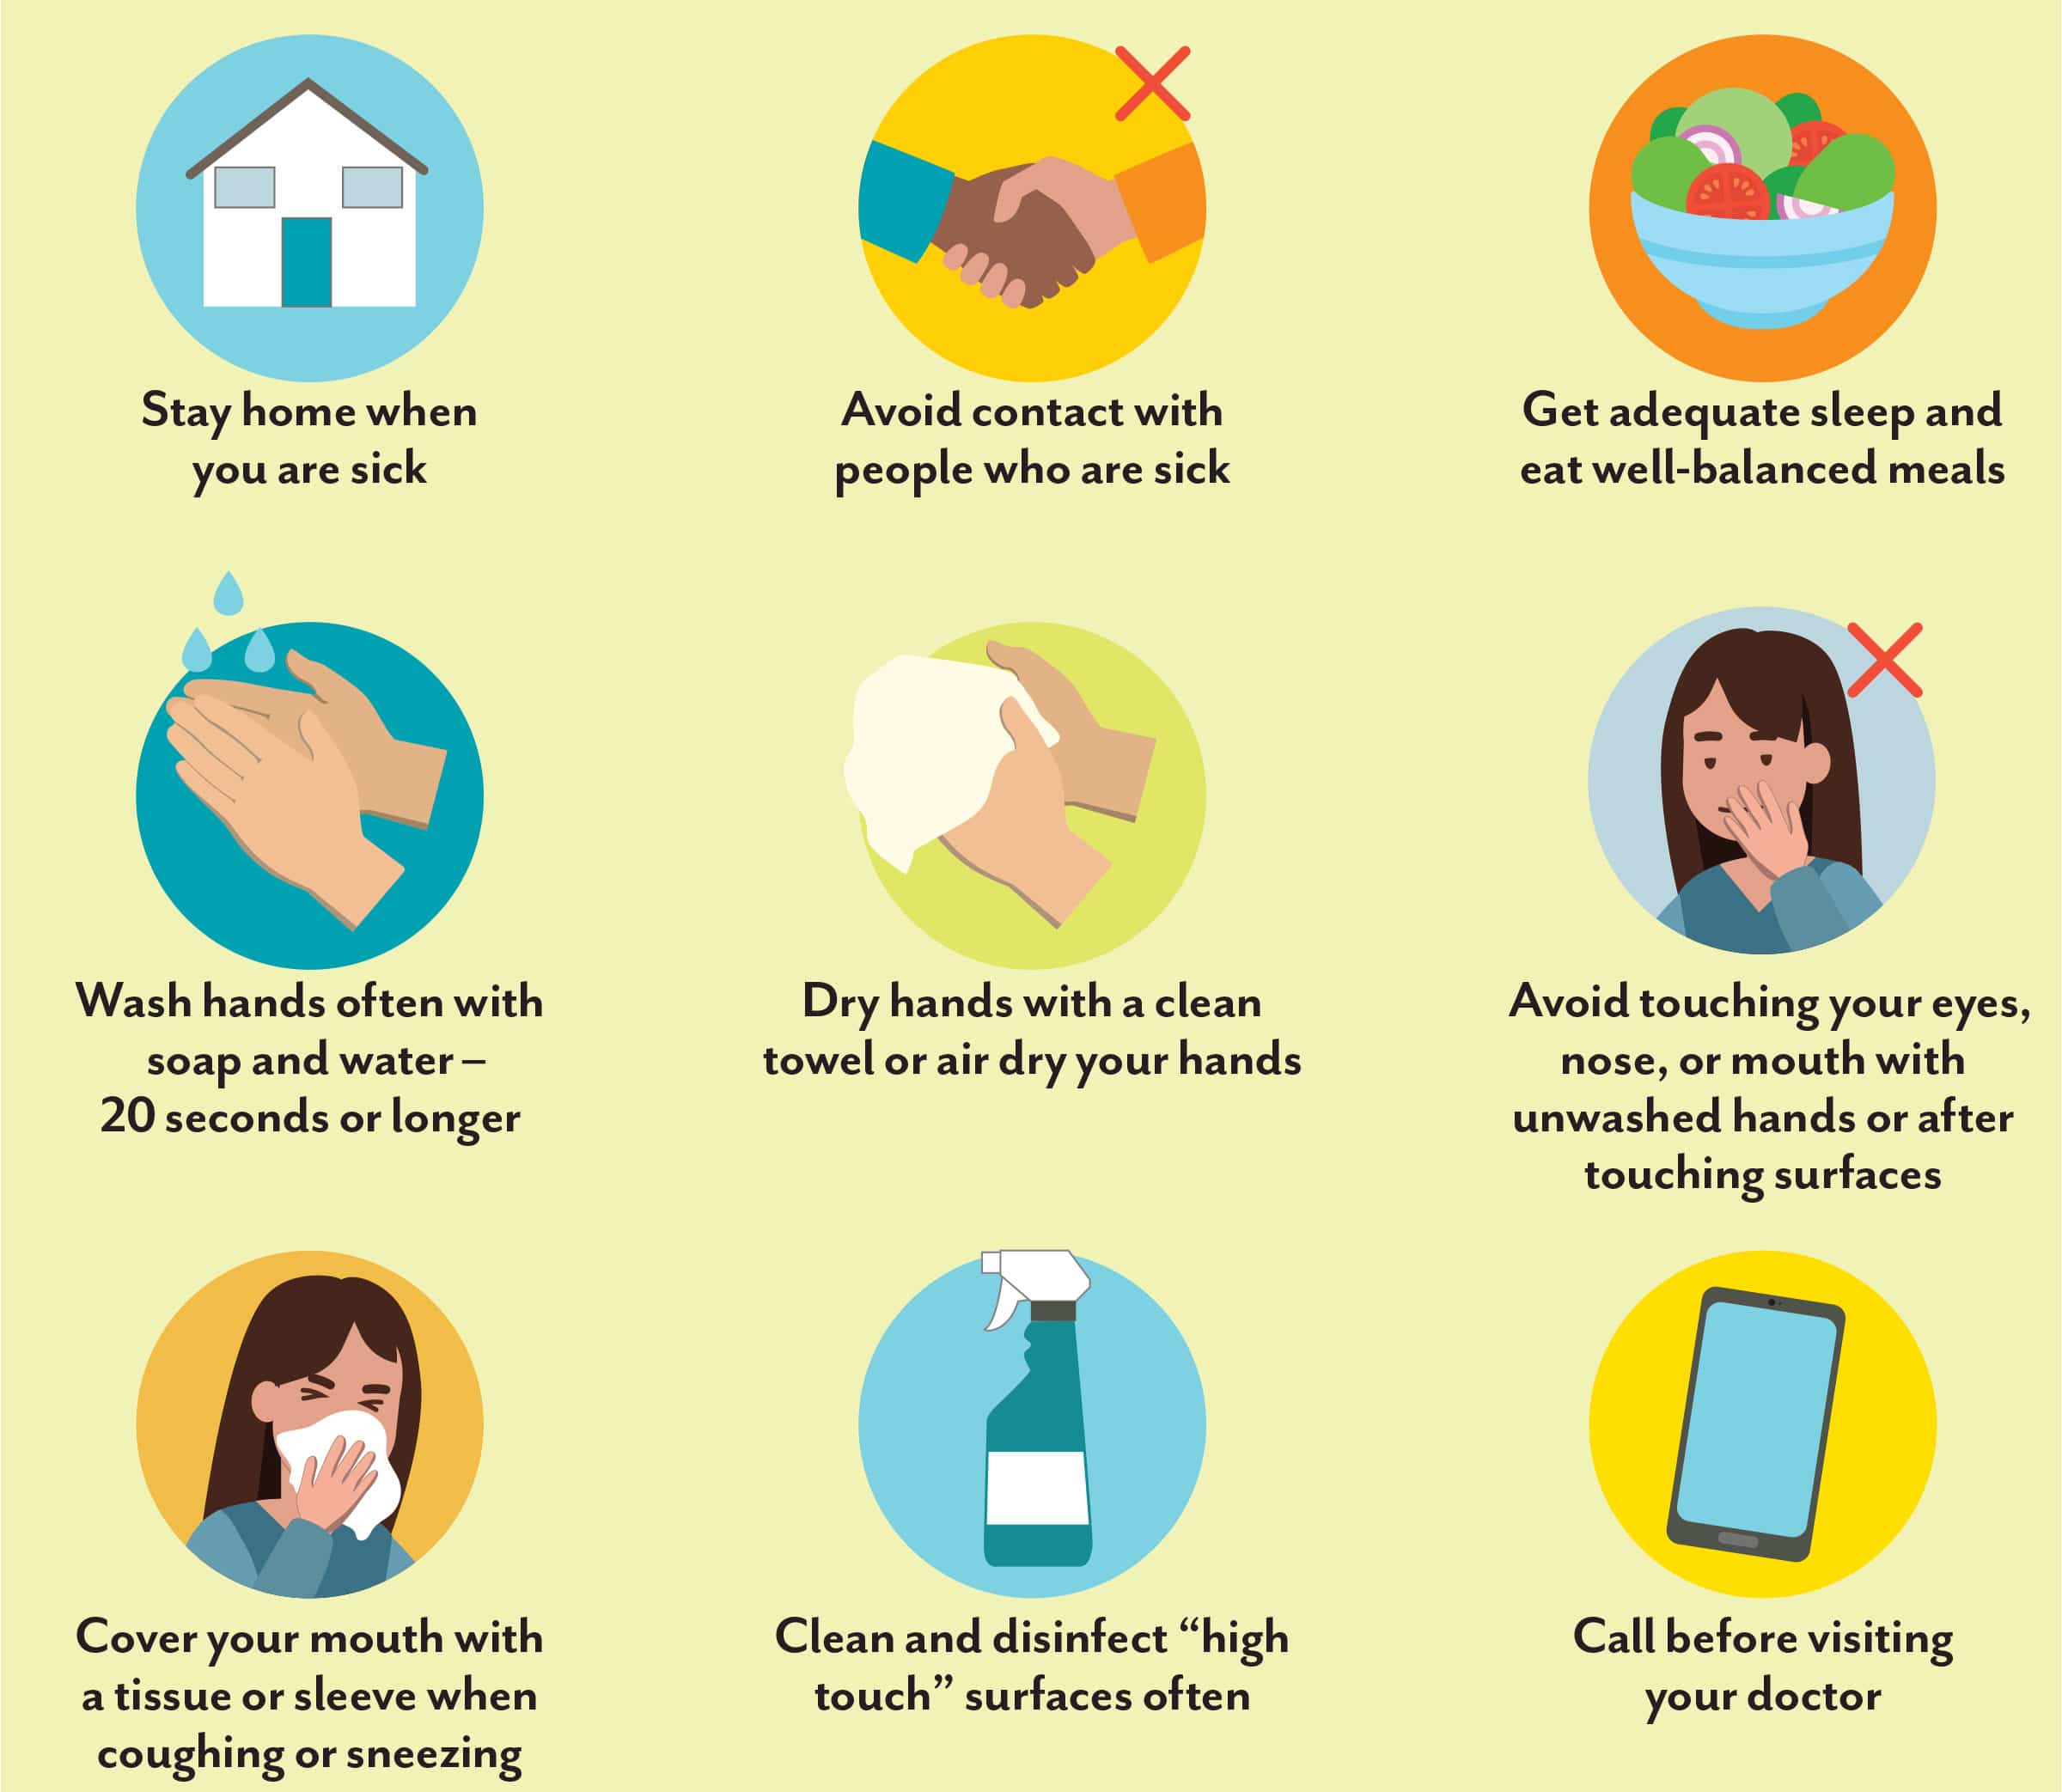 Stay home when
you are sick
Avoid contact with
people who are sick
Get adequate sleep and
eat well-balanced meals
Wash hands often with
soap and water –
20 seconds or longer
Dry hands with a clean
towel or air dry your hands
Avoid touching your eyes,
nose, or mouth with
unwashed hands or after
touching surfaces
Cover your mouth with
a tissue or sleeve when
coughing or sneezing
Clean and disinfect “high
touch” surfaces often
Call before visiting
your doctor